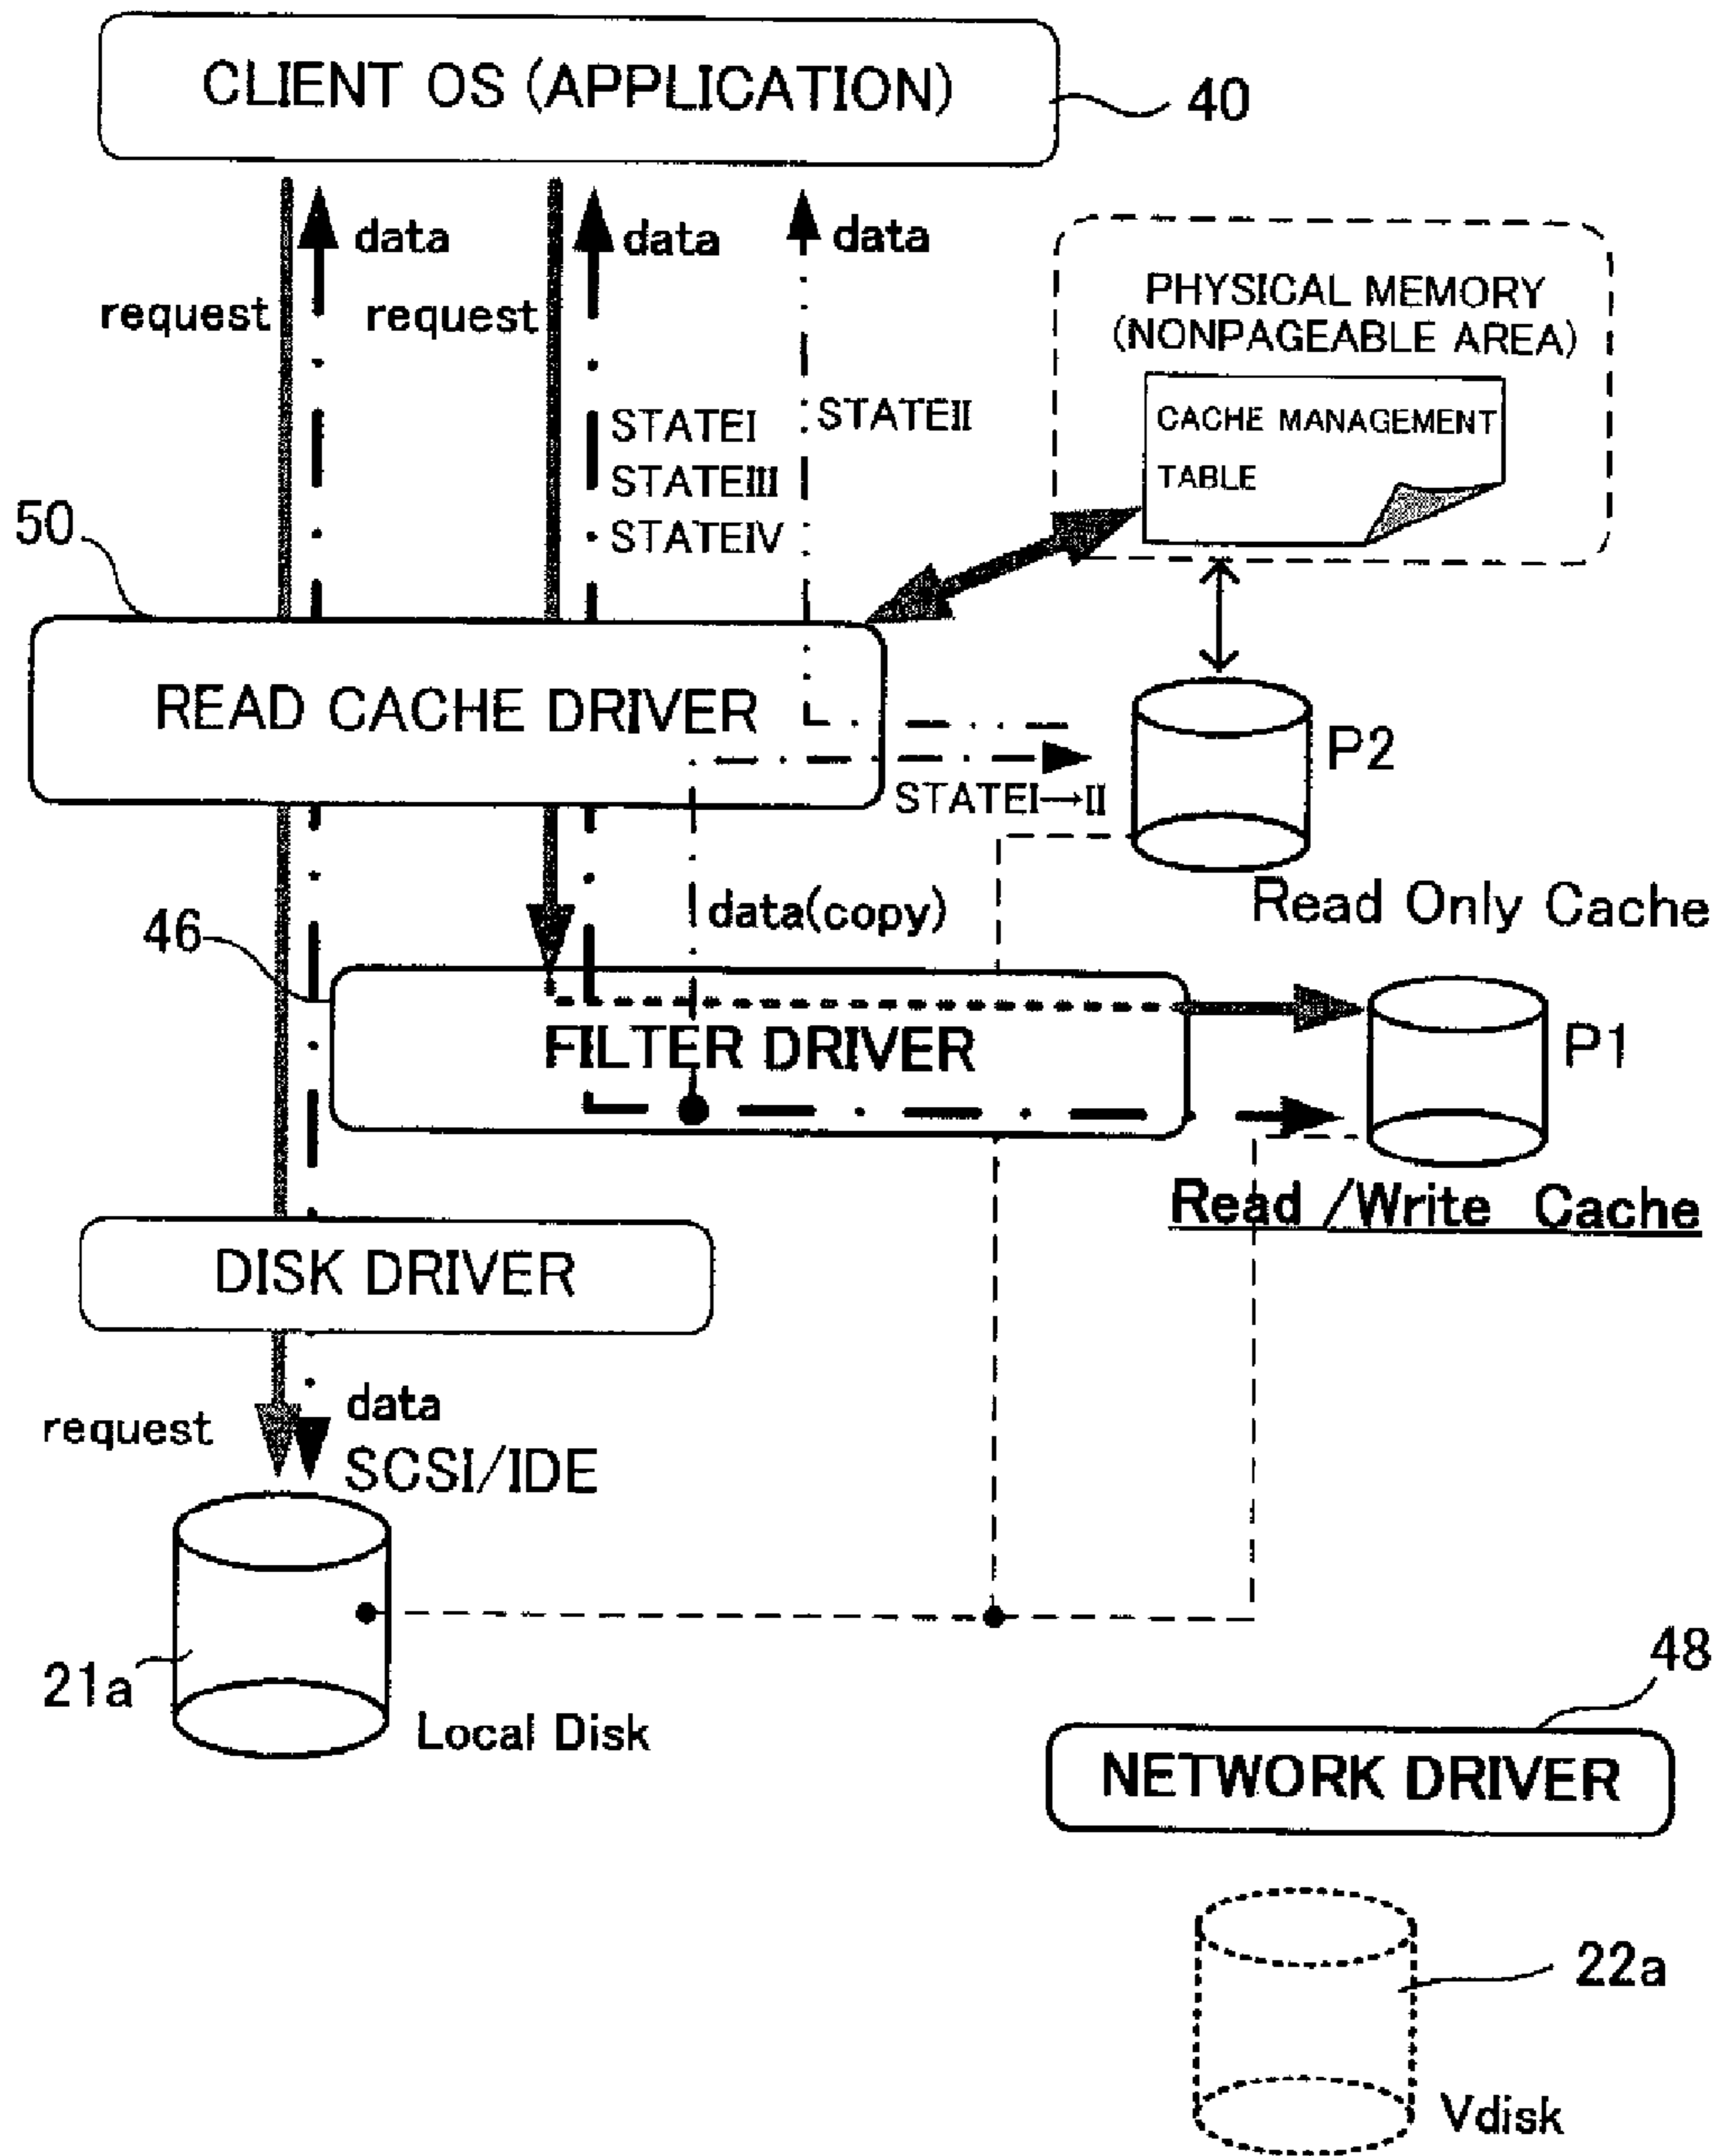 CLIENT OS (APPLICATION)
40
data
data
data
request
request
PHYSICAL MEMORY
(NONPAGEABLE AREA)
CACHE MANAGEMENT
TABLE
STATEI
STATEIII
STATEIV
STATEII
50
READ CACHE DRIVER
P2
STATEI→II
Read Only Cache
data(copy)
46
FILTER DRIVER
P1
Read /Write Cache
DISK DRIVER
request
data
SCSI/IDE
21a
Local Disk
48
NETWORK DRIVER
22a
Vdisk